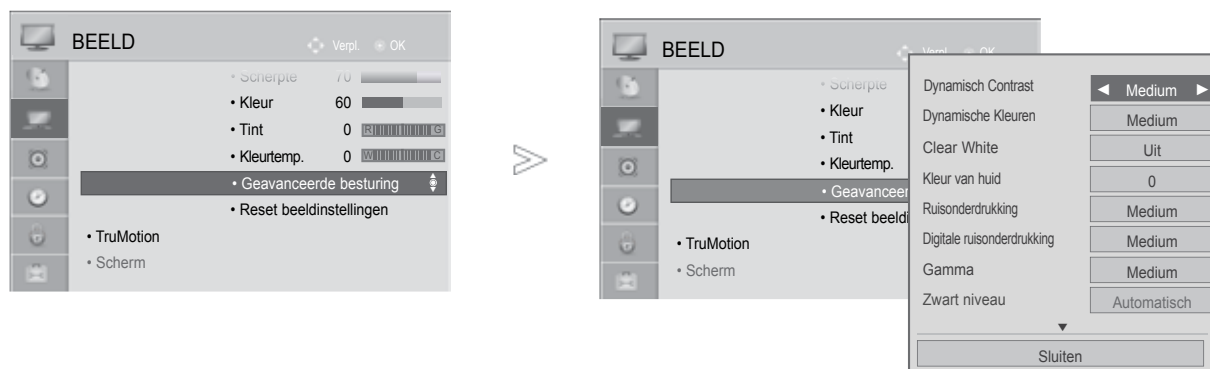 BEELD
Verpl. OK
• Scherpte 70
• Kleur 60
• Tint 0 R G
• Kleurtemp. 0 W C
• Geavanceerde besturing
• Reset beeldinstellingen
• TruMotion
• Scherm
BEELD
Verpl. OK
• Scherpte
• Kleur
• Tint
• Kleurtemp.
• Geavanceer
• Reset beeldi
• TruMotion
• Scherm
Dynamisch Contrast ◀ Medium ▶
Dynamische Kleuren Medium
Clear White Uit
Kleur van huid 0
Ruisonderdrukking Medium
Digitale ruisonderdrukking Medium
Gamma Medium
Zwart niveau Automatisch
▼
Sluiten